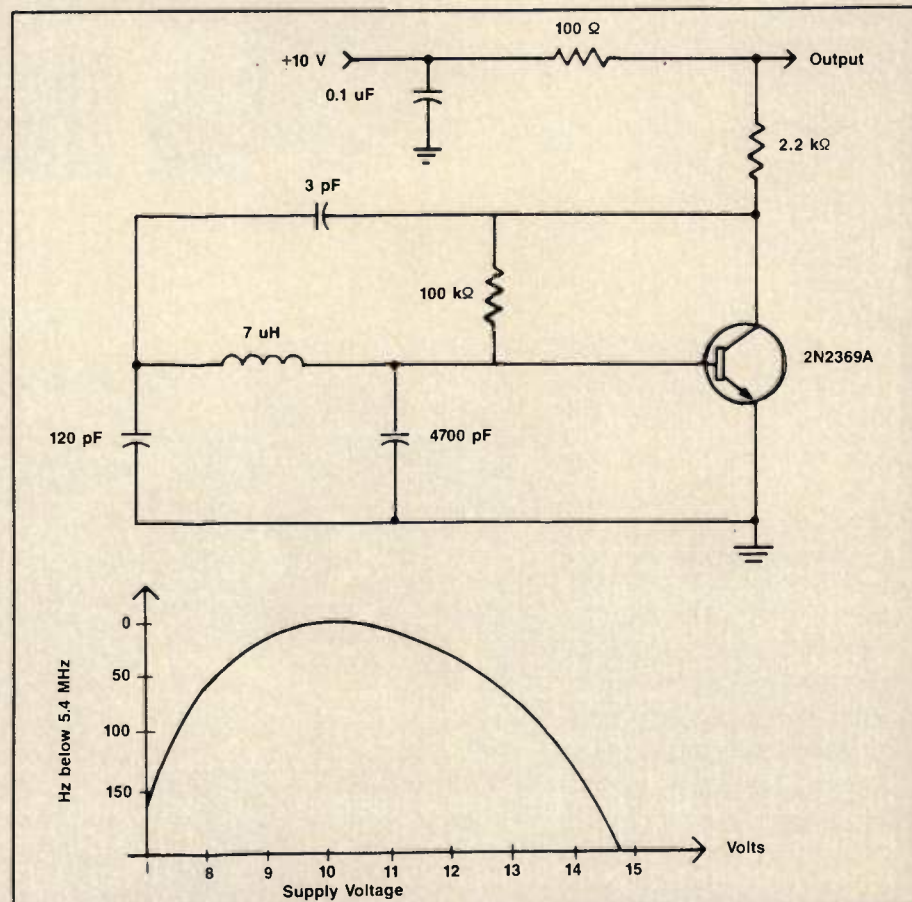 100 Ω
+10 V
Output
0.1 uF
2.2 kΩ
3 pF
100 kΩ
7 uH
2N2369A
120 pF
4700 pF
Hz below 5.4 MHz
0
50
100
150
Volts
8
9
10
11
12
13
14
15
Supply Voltage